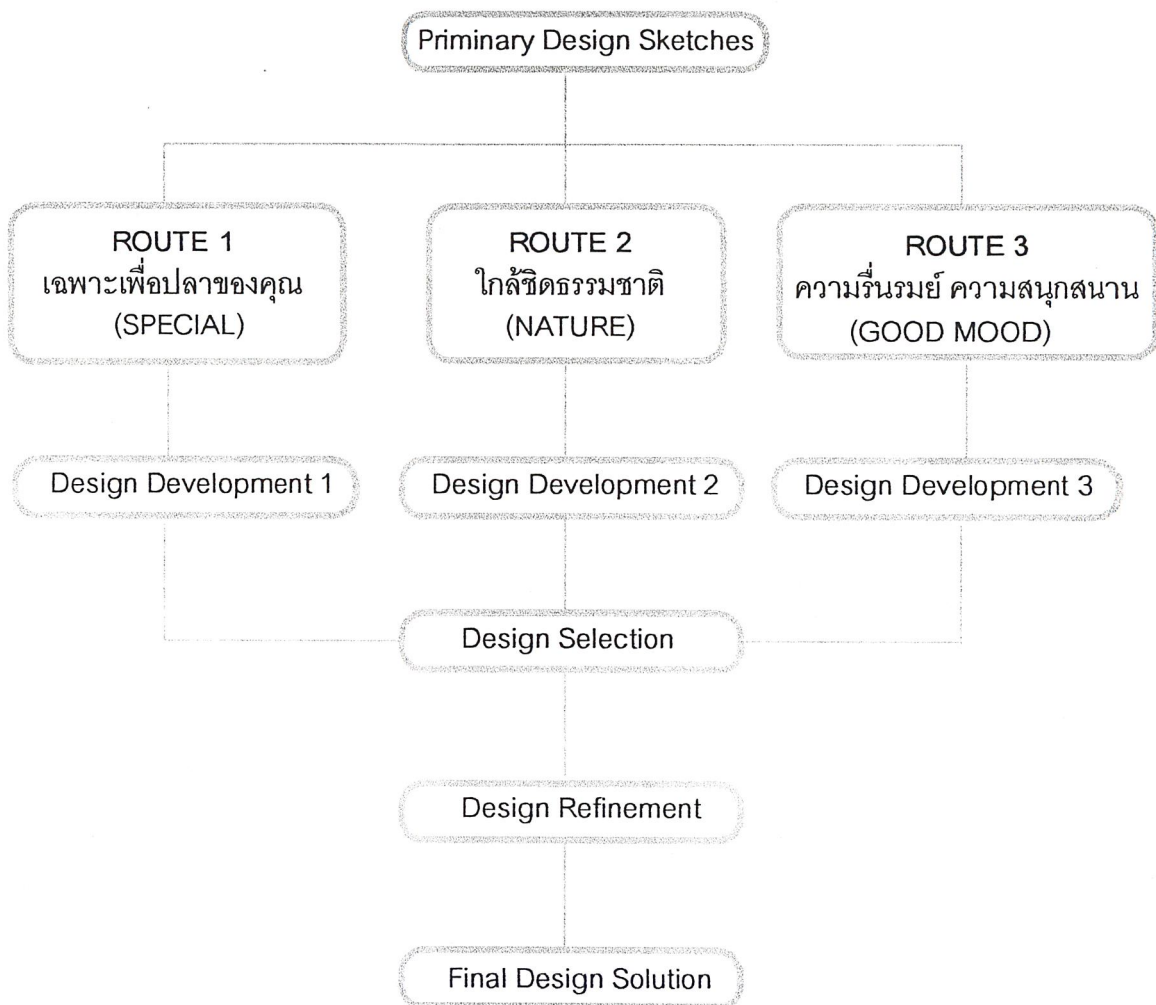 Priminary Design Sketches
ROUTE 1
เฉพาะเพื่อปลาของคุณ
(SPECIAL)
ROUTE 2
ใกล้ชิดธรรมชาติ
(NATURE)
ROUTE 3
ความรื่นรมย์ ความสนุกสนาน
(GOOD MOOD)
Design Development 1
Design Development 2
Design Development 3
Design Selection
Design Refinement
Final Design Solution